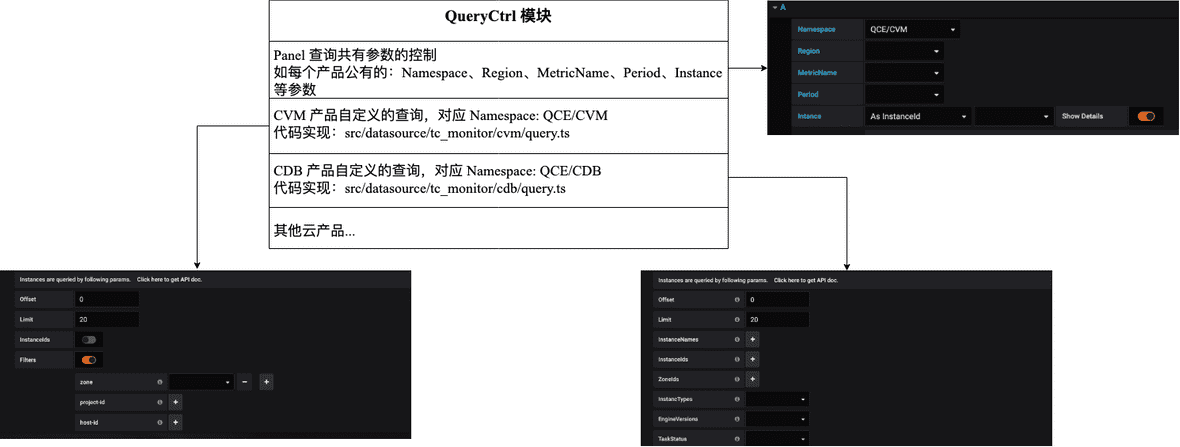 QueryCtrl 模块
Panel 查询共有参数的控制
如每个产品公有的：Namespace、Region、MetricName、Period、Instance
等参数
CVM 产品自定义的查询，对应 Namespace: QCE/CVM
代码实现：src/datasource/tc_monitor/cvm/query.ts
CDB 产品自定义的查询，对应 Namespace: QCE/CDB
代码实现：src/datasource/tc_monitor/cdb/query.ts
其他云产品...
A
Namespace QCE/CVM
Region
MetricName
Period
Intance As InstanceId Show Details
Instances are queried by following params. Click here to get API doc.
Offset 0
Limit 20
InstanceIds
Filters
zone
project-id
host-id
Instances are queried by following params. Click here to get API doc.
Offset 0
Limit 20
InstanceNames
InstanceIds
ZoneIds
InstancTypes
EngineVersions
TaskStatus